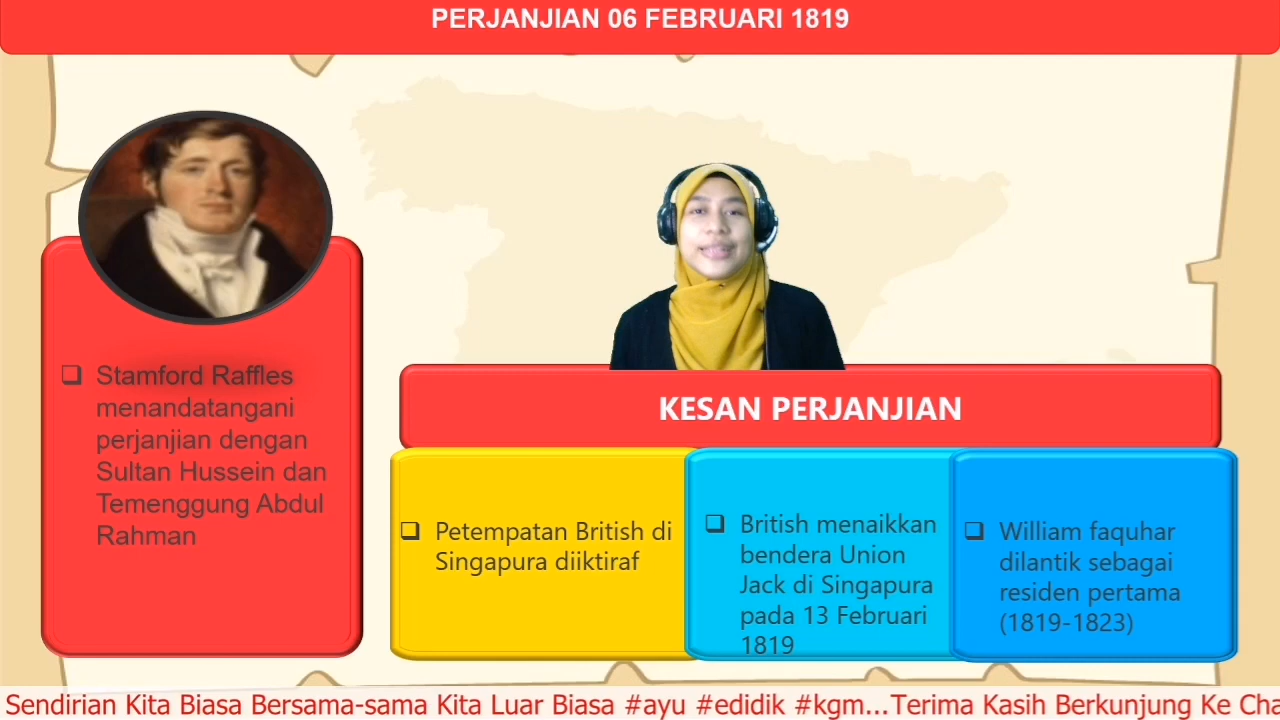 PERJANJIAN 06 FEBRUARI 1819
Stamford Raffles
menandatangani
perjanjian dengan
Sultan Hussein dan
Temenggung Abdul
Rahman
KESAN PERJANJIAN
Petempatan British di
Singapura diiktiraf
British menaikkan
bendera Union
Jack di Singapura
pada 13 Februari
1819
William faquhar
dilantik sebagai
residen pertama
(1819-1823)
Sendirian Kita Biasa Bersama-sama Kita Luar Biasa #ayu #edidik #kgm...Terima Kasih Berkunjung Ke Cha